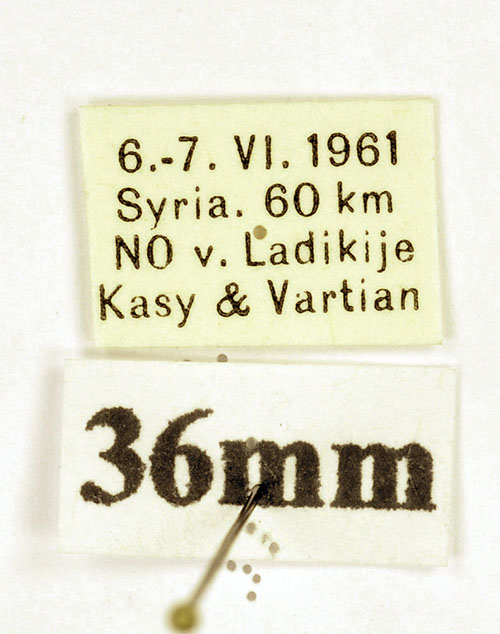 6.-7. VI. 1961
Syria. 60 km
NO v. Ladikije
Kasy & Vartian
36mm